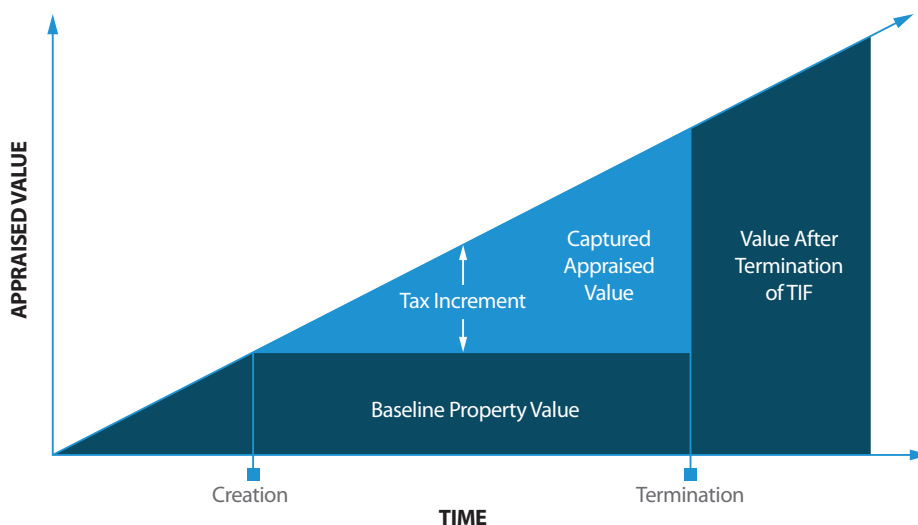 APPRAISED VALUE
Captured
Appraised
Value
Value After
Termination
of TIF
Tax Increment
Baseline Property Value
Creation
Termination
TIME